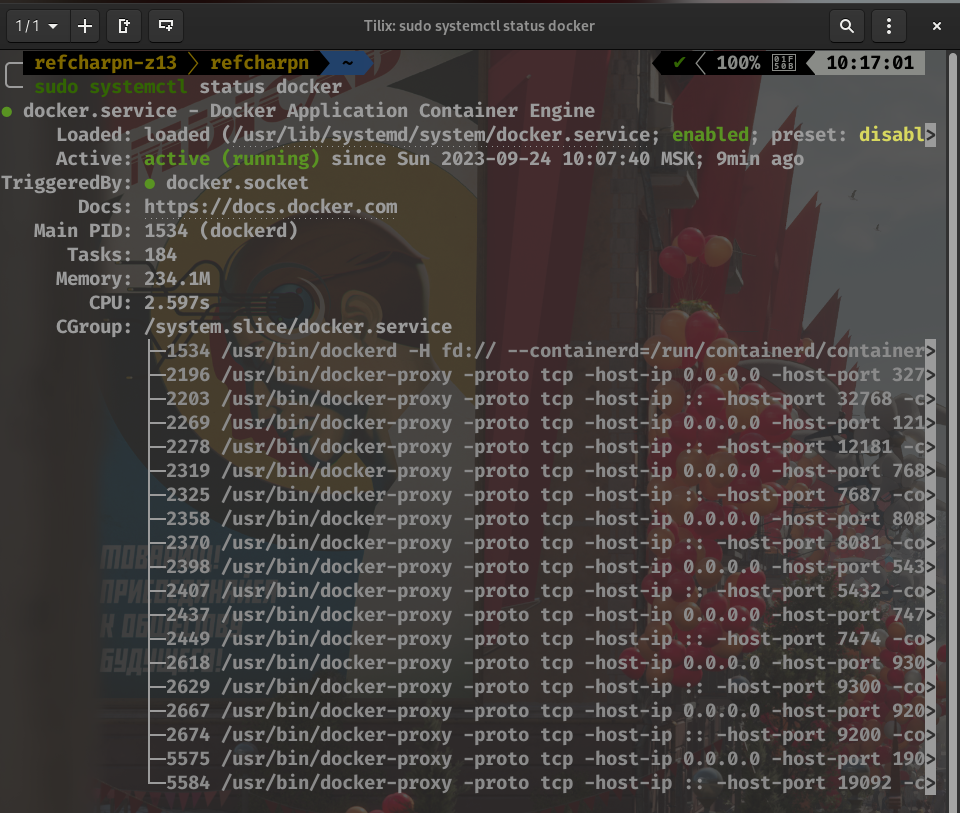 1/1
Tilix: sudo systemctl status docker
refcharpn-z13 refcharpn ~ ✔ 100% 10:17:01
sudo systemctl status docker
● docker.service - Docker Application Container Engine
Loaded: loaded (/usr/lib/systemd/system/docker.service; enabled; preset: disabl>
Active: active (running) since Sun 2023-09-24 10:07:40 MSK; 9min ago
TriggeredBy: ● docker.socket
Docs: https://docs.docker.com
Main PID: 1534 (dockerd)
Tasks: 184
Memory: 234.1M
CPU: 2.597s
CGroup: /system.slice/docker.service
├─1534 /usr/bin/dockerd -H fd:// --containerd=/run/containerd/container>
├─2196 /usr/bin/docker-proxy -proto tcp -host-ip 0.0.0.0 -host-port 327>
├─2203 /usr/bin/docker-proxy -proto tcp -host-ip :: -host-port 32768 -c>
├─2269 /usr/bin/docker-proxy -proto tcp -host-ip 0.0.0.0 -host-port 121>
├─2278 /usr/bin/docker-proxy -proto tcp -host-ip :: -host-port 12181 -c>
├─2319 /usr/bin/docker-proxy -proto tcp -host-ip 0.0.0.0 -host-port 768>
├─2325 /usr/bin/docker-proxy -proto tcp -host-ip :: -host-port 7687 -co>
├─2358 /usr/bin/docker-proxy -proto tcp -host-ip 0.0.0.0 -host-port 808>
├─2370 /usr/bin/docker-proxy -proto tcp -host-ip :: -host-port 8081 -co>
├─2398 /usr/bin/docker-proxy -proto tcp -host-ip 0.0.0.0 -host-port 543>
├─2407 /usr/bin/docker-proxy -proto tcp -host-ip :: -host-port 5432 -co>
├─2437 /usr/bin/docker-proxy -proto tcp -host-ip 0.0.0.0 -host-port 747>
├─2449 /usr/bin/docker-proxy -proto tcp -host-ip :: -host-port 7474 -co>
├─2618 /usr/bin/docker-proxy -proto tcp -host-ip 0.0.0.0 -host-port 930>
├─2629 /usr/bin/docker-proxy -proto tcp -host-ip :: -host-port 9300 -co>
├─2667 /usr/bin/docker-proxy -proto tcp -host-ip 0.0.0.0 -host-port 920>
├─2674 /usr/bin/docker-proxy -proto tcp -host-ip :: -host-port 9200 -co>
├─5575 /usr/bin/docker-proxy -proto tcp -host-ip 0.0.0.0 -host-port 190>
└─5584 /usr/bin/docker-proxy -proto tcp -host-ip :: -host-port 19092 -c>
К
БУДУЩЕГО!